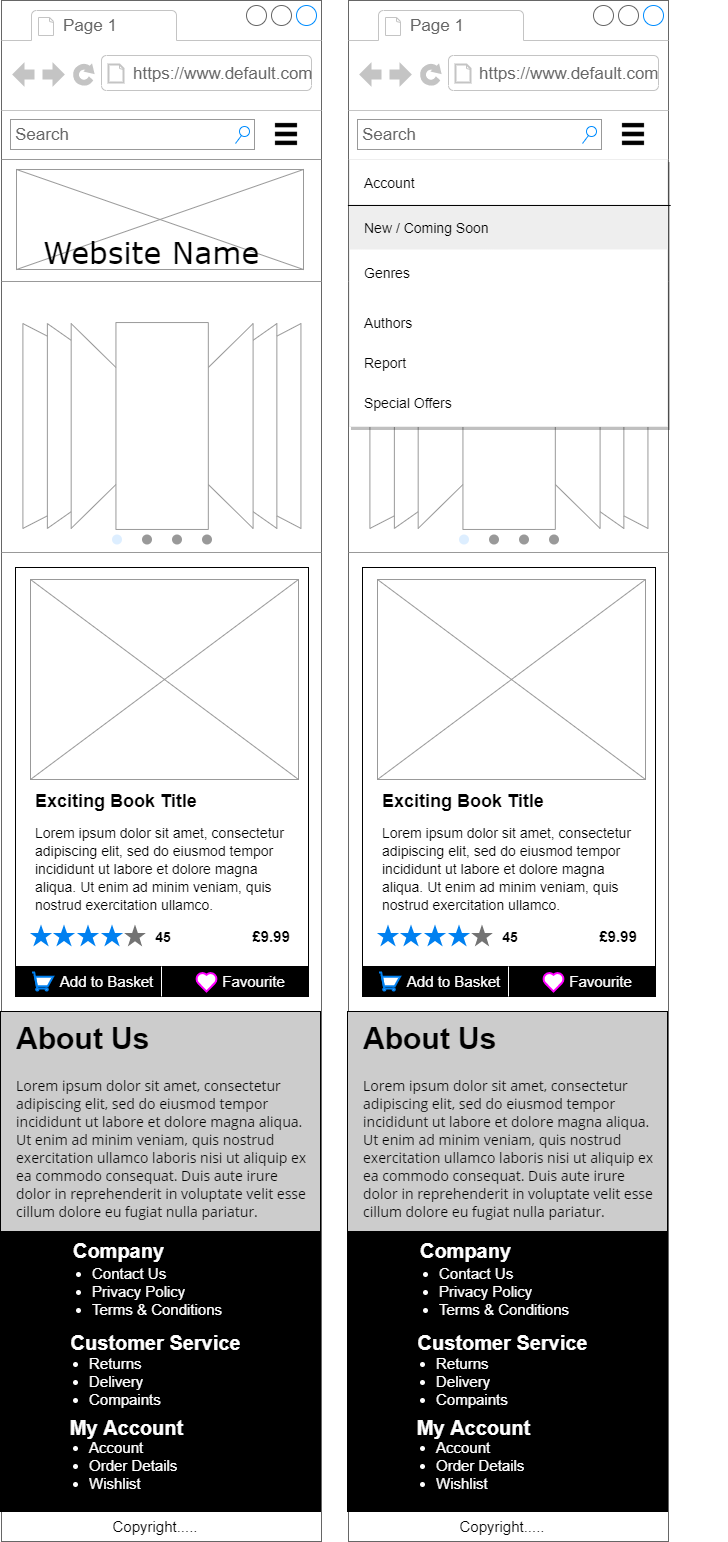 Page 1
https://www.default.com
Search
Website Name
Exciting Book Title
Lorem ipsum dolor sit amet, consectetur
adipiscing elit, sed do eiusmod tempor
incididunt ut labore et dolore magna
aliqua. Ut enim ad minim veniam, quis
nostrud exercitation ullamco.
45 £9.99
Add to Basket Favourite
About Us
Lorem ipsum dolor sit amet, consectetur
adipiscing elit, sed do eiusmod tempor
incididunt ut labore et dolore magna aliqua.
Ut enim ad minim veniam, quis nostrud
exercitation ullamco laboris nisi ut aliquip ex
ea commodo consequat. Duis aute irure
dolor in reprehenderit in voluptate velit esse
cillum dolore eu fugiat nulla pariatur.
Company
• Contact Us
• Privacy Policy
• Terms & Conditions
Customer Service
• Returns
• Delivery
• Compaints
My Account
• Account
• Order Details
• Wishlist
Copyright.....
Page 1
https://www.default.com
Search
Account
New / Coming Soon
Genres
Authors
Report
Special Offers
Exciting Book Title
Lorem ipsum dolor sit amet, consectetur
adipiscing elit, sed do eiusmod tempor
incididunt ut labore et dolore magna
aliqua. Ut enim ad minim veniam, quis
nostrud exercitation ullamco.
45 £9.99
Add to Basket Favourite
About Us
Lorem ipsum dolor sit amet, consectetur
adipiscing elit, sed do eiusmod tempor
incididunt ut labore et dolore magna aliqua.
Ut enim ad minim veniam, quis nostrud
exercitation ullamco laboris nisi ut aliquip ex
ea commodo consequat. Duis aute irure
dolor in reprehenderit in voluptate velit esse
cillum dolore eu fugiat nulla pariatur.
Company
• Contact Us
• Privacy Policy
• Terms & Conditions
Customer Service
• Returns
• Delivery
• Compaints
My Account
• Account
• Order Details
• Wishlist
Copyright.....